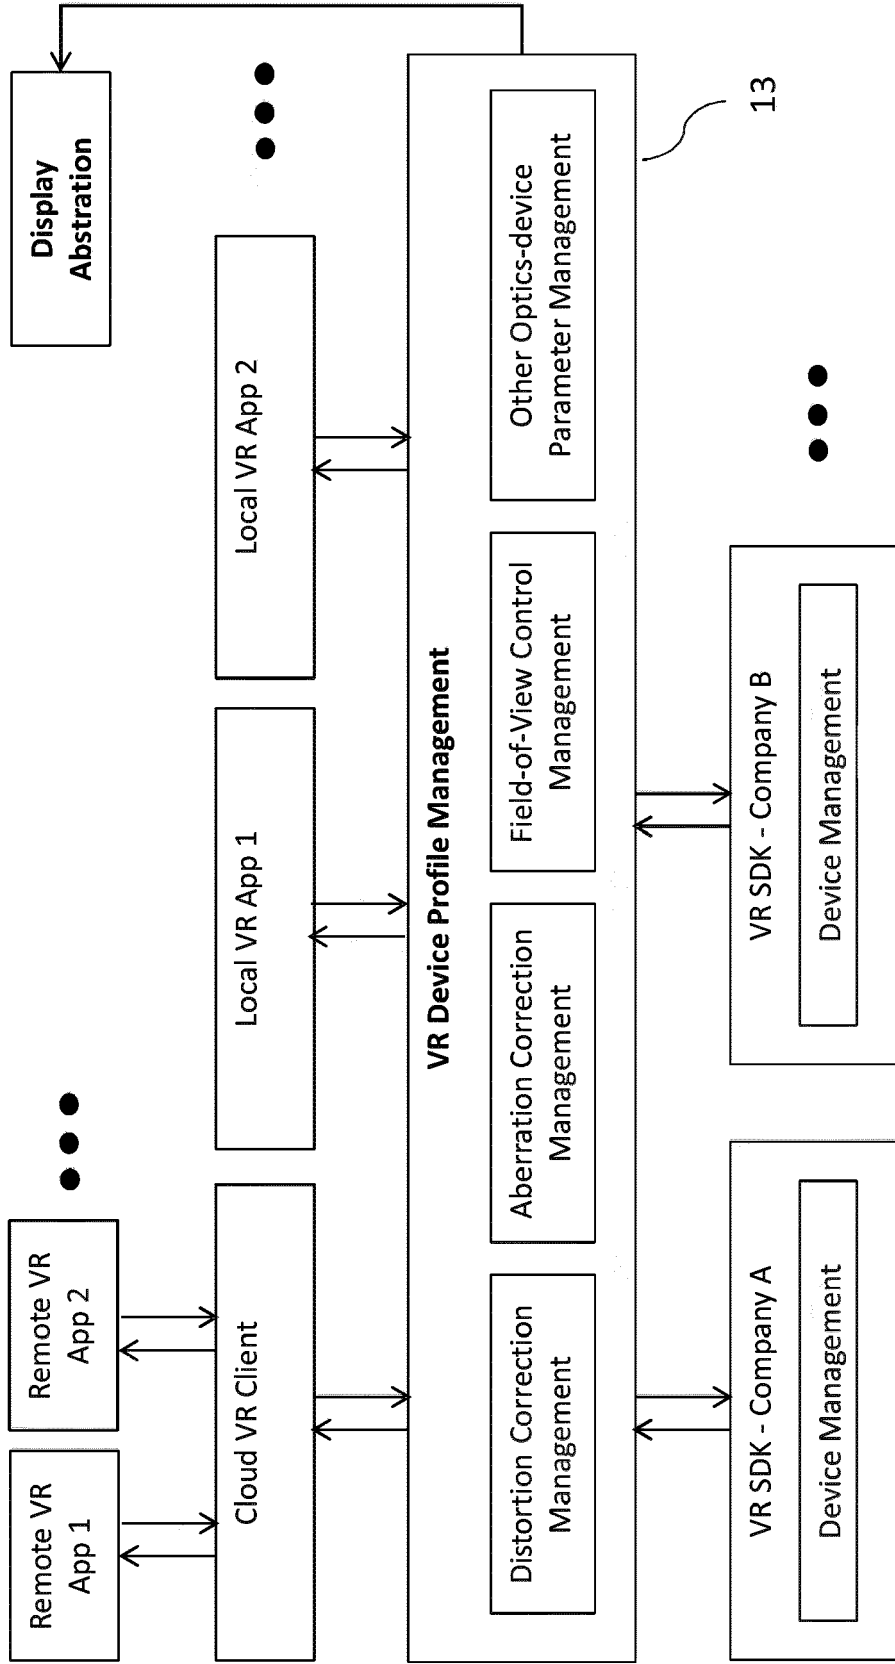 Remote VR
App 1
Remote VR
App 2
Display
Abstration
Cloud VR Client
Local VR App 1
Local VR App 2
VR Device Profile Management
Distortion Correction
Management
Aberration Correction
Management
Field-of-View Control
Management
Other Optics-device
Parameter Management
13
VR SDK - Company A
Device Management
VR SDK - Company B
Device Management